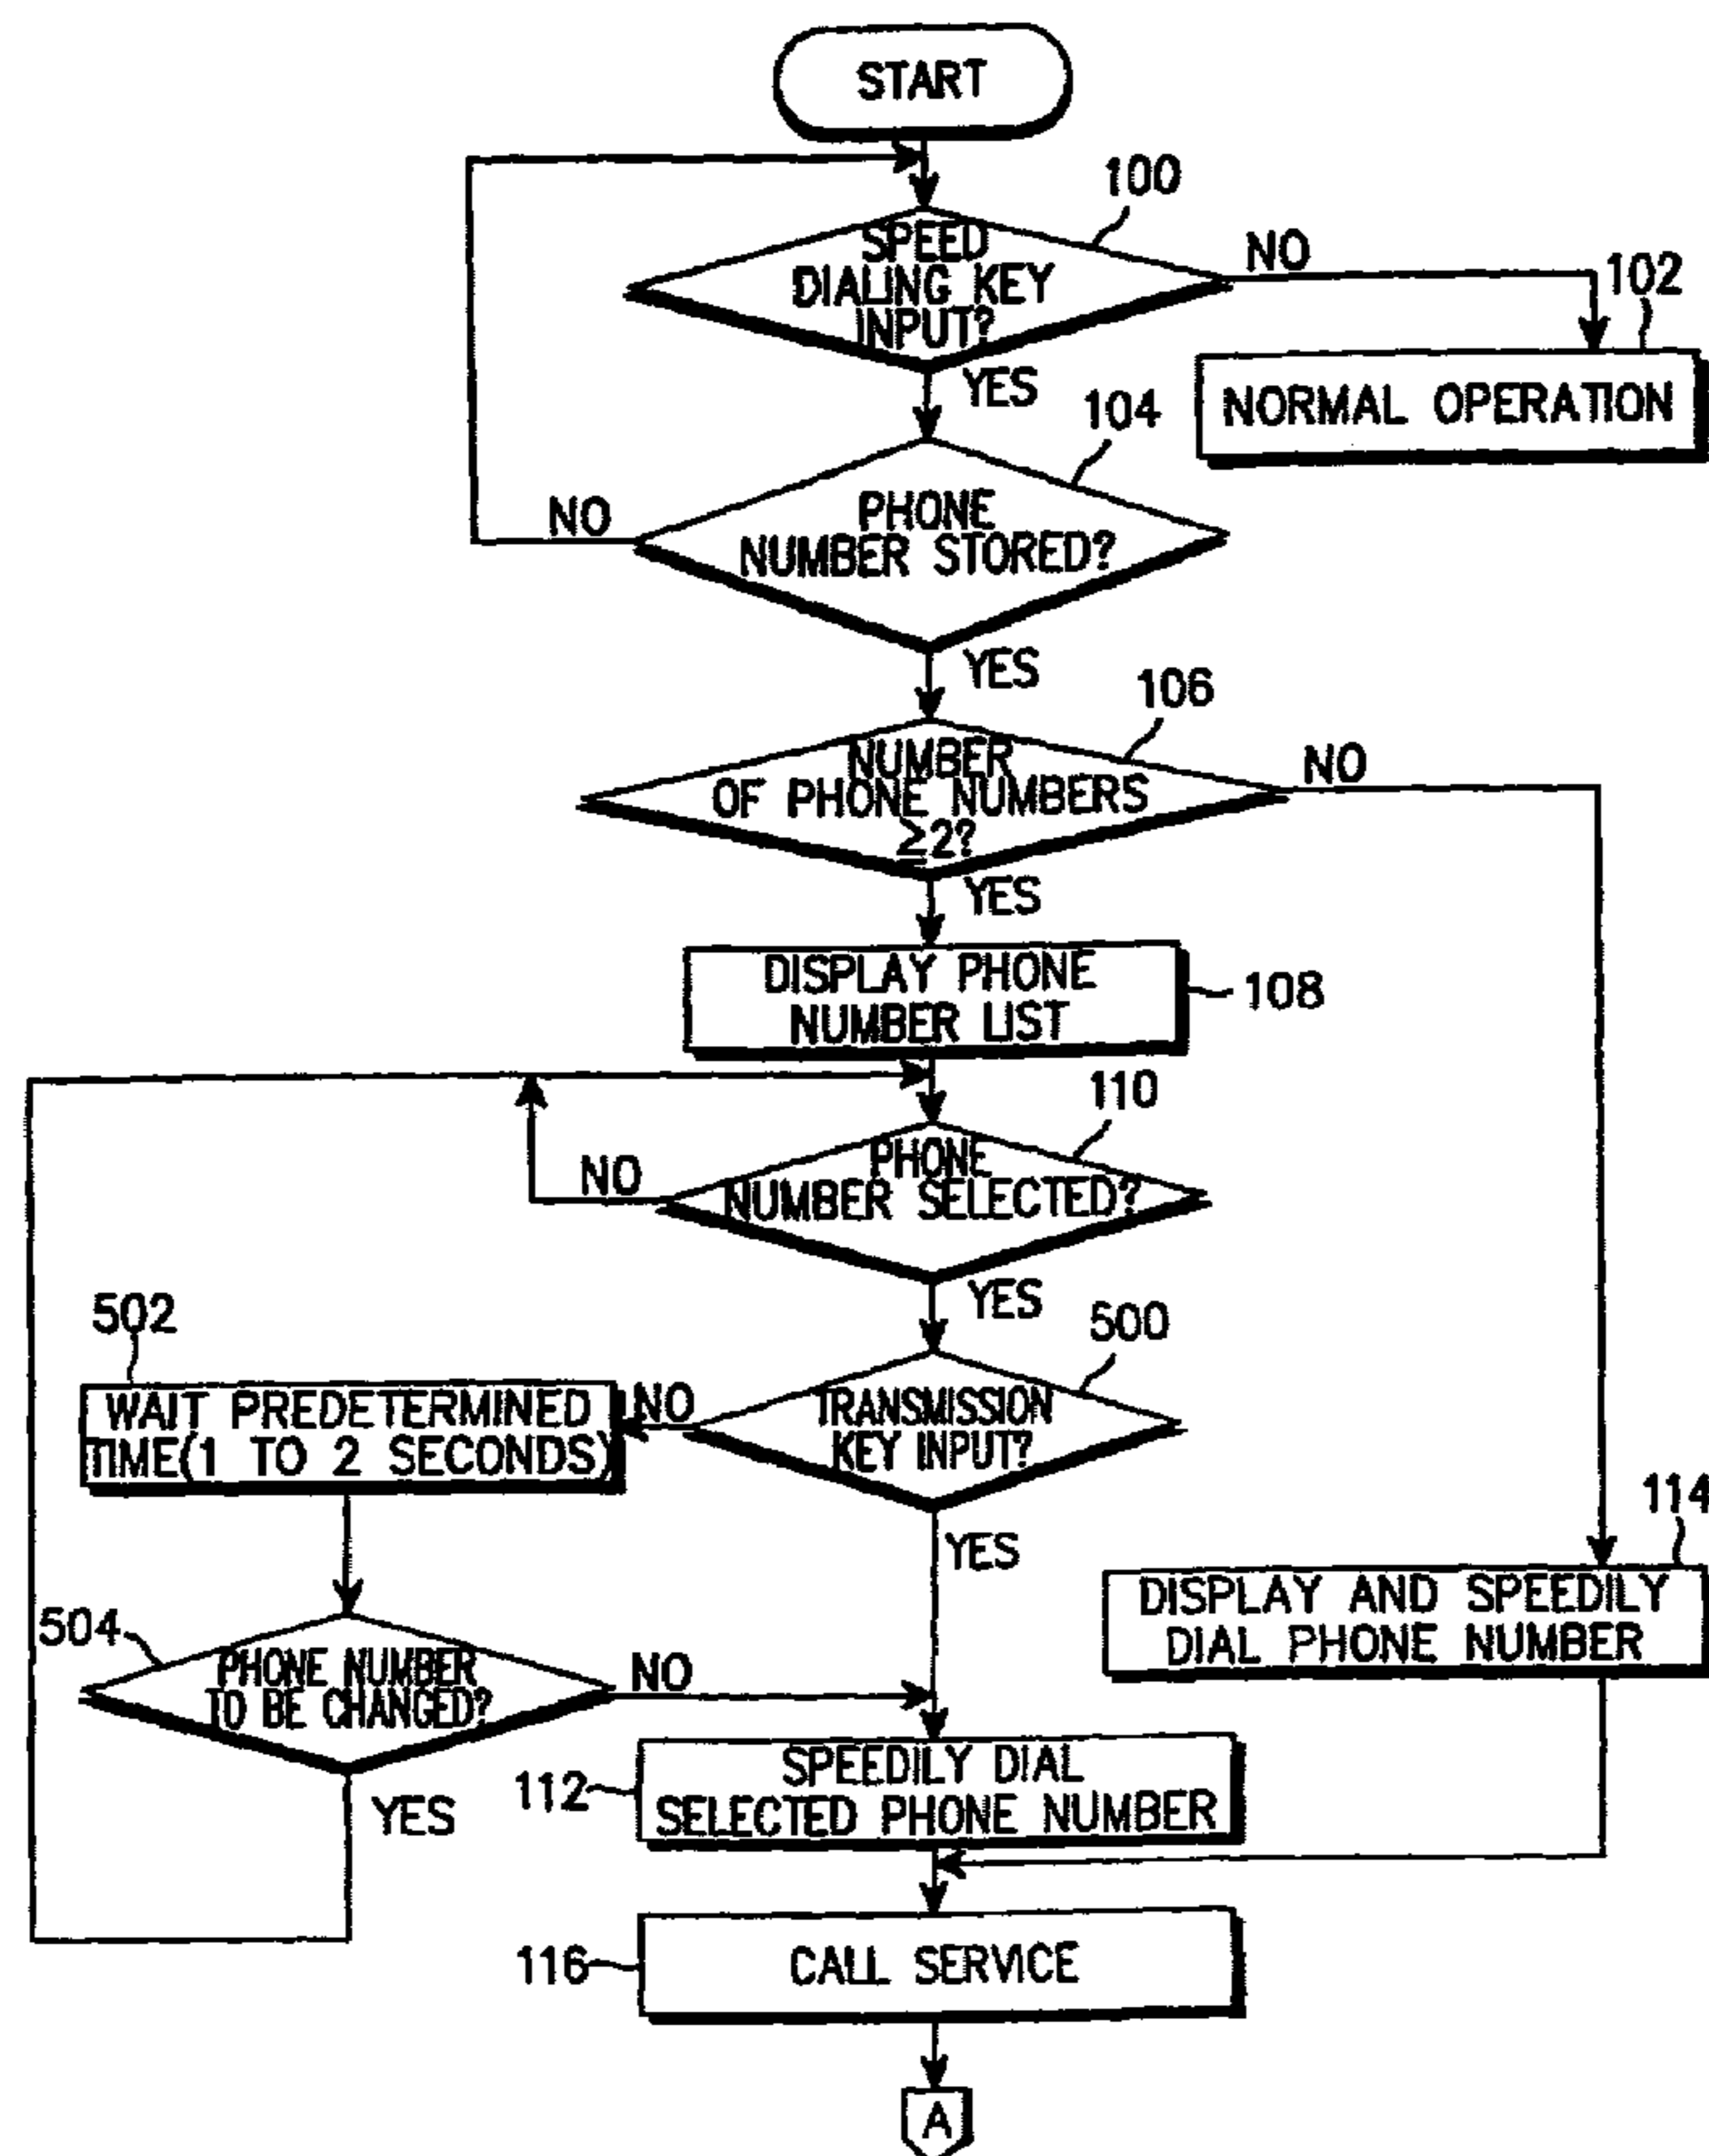 START
100
SPEED
DIALING KEY
INPUT?
NO
102
NORMAL OPERATION
YES
104
PHONE
NUMBER STORED?
NO
YES
106
NUMBER
OF PHONE NUMBERS
≥2?
NO
YES
DISPLAY PHONE
NUMBER LIST
108
110
PHONE
NUMBER SELECTED?
NO
YES
500
TRANSMISSION
KEY INPUT?
NO
502
WAIT PREDETERMINED
TIME(1 TO 2 SECONDS)
YES
114
DISPLAY AND SPEEDILY
DIAL PHONE NUMBER
504
PHONE NUMBER
TO BE CHANGED?
NO
YES
112
SPEEDILY DIAL
SELECTED PHONE NUMBER
116
CALL SERVICE
A